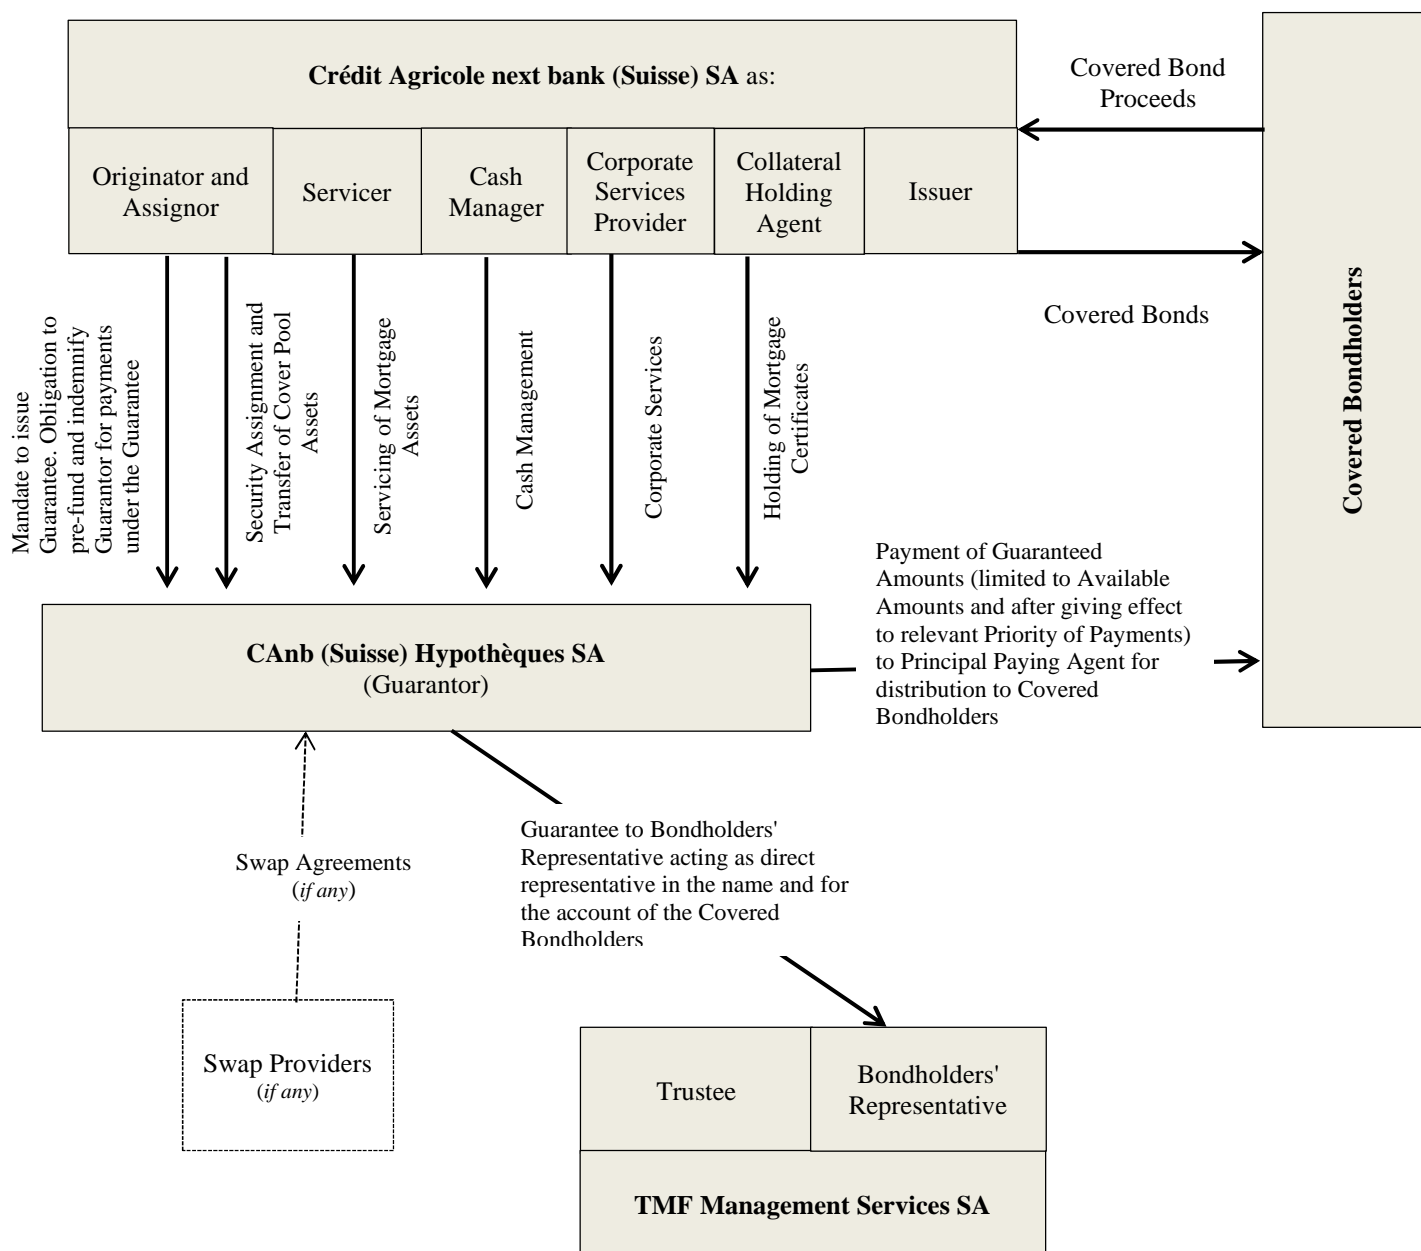 Crédit Agricole next bank (Suisse) SA as:
Covered Bond
Proceeds
Originator and
Assignor
Servicer
Cash
Manager
Corporate
Services
Provider
Collateral
Holding
Agent
Issuer
Covered Bonds
Covered Bondholders
Mandate to issue
Guarantee. Obligation to
pre-fund and indemnify
Guarantor for payments
under the Guarantee
Security Assignment and
Transfer of Cover Pool
Assets
Servicing of Mortgage
Assets
Cash Management
Corporate Services
Holding of Mortgage
Certificates
Payment of Guaranteed
Amounts (limited to Available
Amounts and after giving effect
to relevant Priority of Payments)
to Principal Paying Agent for
distribution to Covered
Bondholders
CAnb (Suisse) Hypothèques SA
(Guarantor)
Swap Agreements
(if any)
Guarantee to Bondholders'
Representative acting as direct
representative in the name and for
the account of the Covered
Bondholders
Swap Providers
(if any)
Trustee
Bondholders'
Representative
TMF Management Services SA